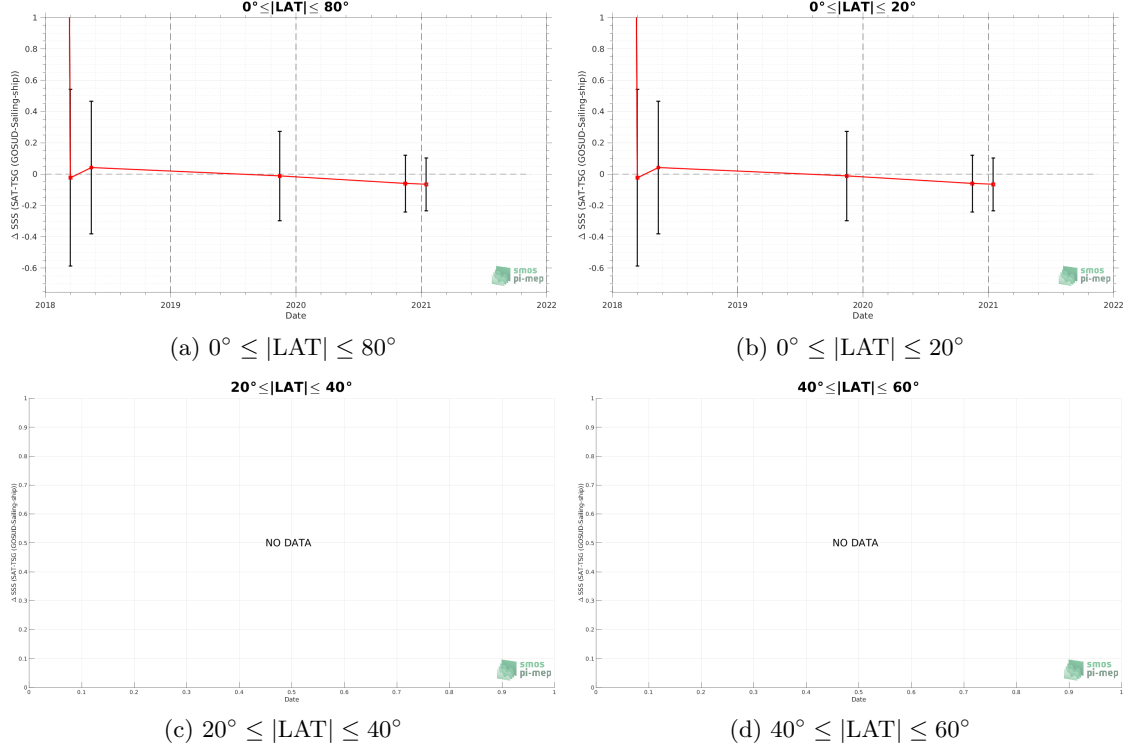 0°≤|LAT|≤ 80°
Δ SSS (SAT-TSG (GOSUD-Sailing-ship))
1
0.8
0.6
0.4
0.2
0
-0.2
-0.4
-0.6
2018 2019 2020 2021 2022
Date
smos
pi-mep
(a) 0° ≤ |LAT| ≤ 80°
0°≤|LAT|≤ 20°
Δ SSS (SAT-TSG (GOSUD-Sailing-ship))
1
0.8
0.6
0.4
0.2
0
-0.2
-0.4
-0.6
2018 2019 2020 2021 2022
Date
smos
pi-mep
(b) 0° ≤ |LAT| ≤ 20°
20°≤|LAT|≤ 40°
Δ SSS (SAT-TSG (GOSUD-Sailing-ship))
1
0.9
0.8
0.7
0.6
0.5
0.4
0.3
0.2
0.1
0
NO DATA
0 0.1 0.2 0.3 0.4 0.5 0.6 0.7 0.8 0.9 1
Date
smos
pi-mep
(c) 20° ≤ |LAT| ≤ 40°
40°≤|LAT|≤ 60°
Δ SSS (SAT-TSG (GOSUD-Sailing-ship))
1
0.9
0.8
0.7
0.6
0.5
0.4
0.3
0.2
0.1
0
NO DATA
0 0.1 0.2 0.3 0.4 0.5 0.6 0.7 0.8 0.9 1
Date
smos
pi-mep
(d) 40° ≤ |LAT| ≤ 60°